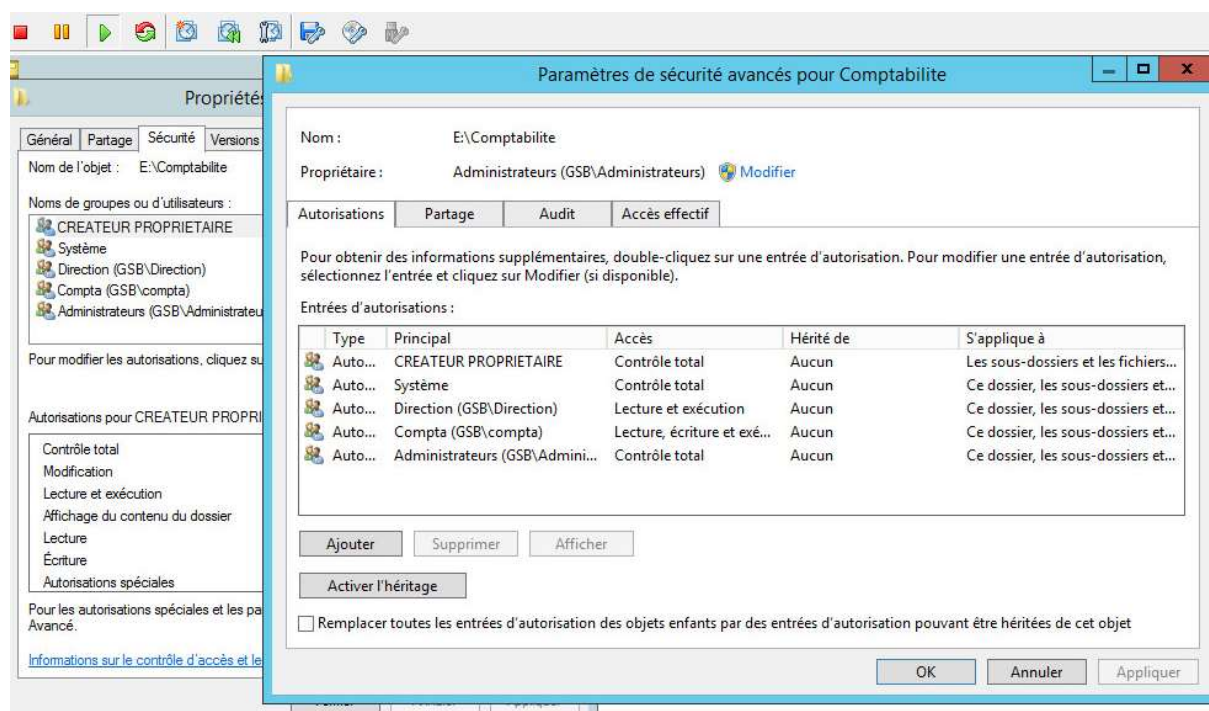 Propriétés
Général Partage Sécurité Versions
Nom de l'objet : E:\Comptabilite
Noms de groupes ou d'utilisateurs :
CREATEUR PROPRIETAIRE
Système
Direction (GSB\Direction)
Compta (GSB\compta)
Administrateurs (GSB\Administrateu
Pour modifier les autorisations, cliquez su
Autorisations pour CREATEUR PROPRI
Contrôle total
Modification
Lecture et exécution
Affichage du contenu du dossier
Lecture
Écriture
Autorisations spéciales
Pour les autorisations spéciales et les pa
Avancé.
Informations sur le contrôle d'accès et le
Paramètres de sécurité avancés pour Comptabilite
Nom : E:\Comptabilite
Propriétaire : Administrateurs (GSB\Administrateurs) Modifier
Autorisations Partage Audit Accès effectif
Pour obtenir des informations supplémentaires, double-cliquez sur une entrée d'autorisation. Pour modifier une entrée d'autorisation,
sélectionnez l'entrée et cliquez sur Modifier (si disponible).
Entrées d'autorisations :
Type Principal Accès Hérité de S'applique à
Auto... CREATEUR PROPRIETAIRE Contrôle total Aucun Les sous-dossiers et les fichiers...
Auto... Système Contrôle total Aucun Ce dossier, les sous-dossiers et...
Auto... Direction (GSB\Direction) Lecture et exécution Aucun Ce dossier, les sous-dossiers et...
Auto... Compta (GSB\compta) Lecture, écriture et exé... Aucun Ce dossier, les sous-dossiers et...
Auto... Administrateurs (GSB\Admini... Contrôle total Aucun Ce dossier, les sous-dossiers et...
Ajouter Supprimer Afficher
Activer l'héritage
Remplacer toutes les entrées d'autorisation des objets enfants par des entrées d'autorisation pouvant être héritées de cet objet
OK Annuler Appliquer